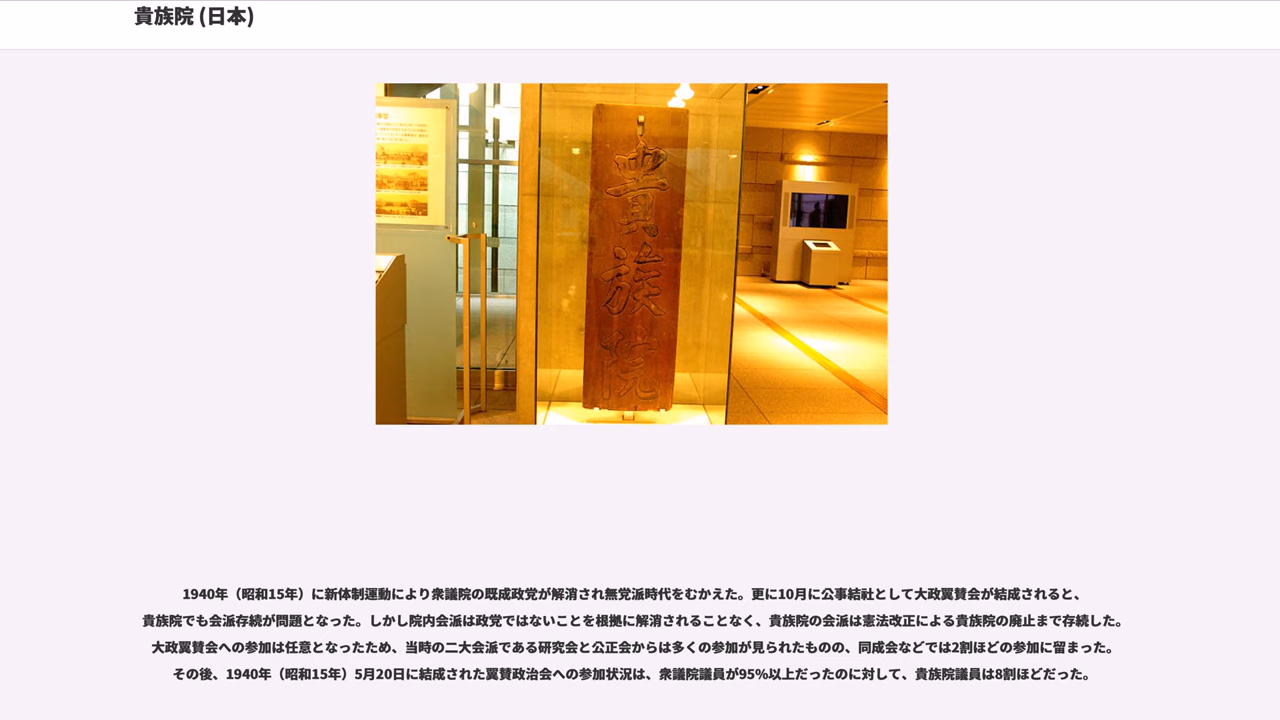 貴族院 (日本)
貴
族
院
1940年（昭和15年）に新体制運動により衆議院の既成政党が解消され無党派時代をむかえた。更に10月に公事結社として大政翼賛会が結成されると、
貴族院でも会派存続が問題となった。しかし院内会派は政党ではないことを根拠に解消されることなく、貴族院の会派は憲法改正による貴族院の廃止まで存続した。
大政翼賛会への参加は任意となったため、当時の二大会派である研究会と公正会からは多くの参加が見られたものの、同成会などでは2割ほどの参加に留まった。
その後、1940年（昭和15年）5月20日に結成された翼賛政治会への参加状況は、衆議院議員が95%以上だったのに対して、貴族院議員は8割ほどだった。